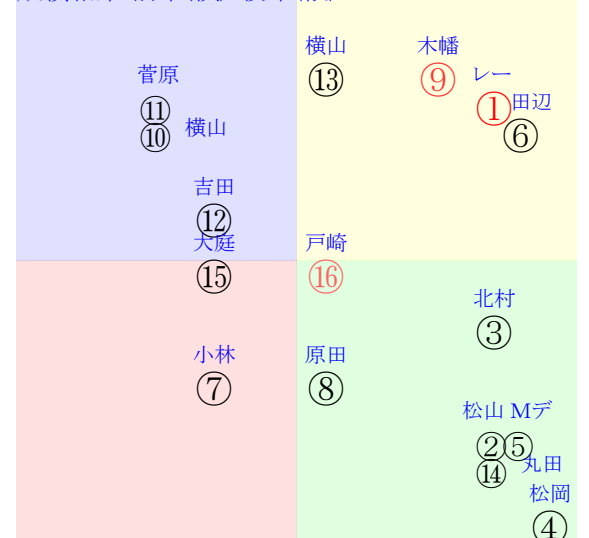 横山 木幡
菅原 ⑬ ⑨ レー
⑪ ① 田辺
⑩ 横山 ⑥
吉田
⑫
大庭 戸崎
⑮ ⑯
北村
③
小林 原田
⑦ ⑧
松山 Mデ
② ⑤
⑭ 丸田
松岡
④